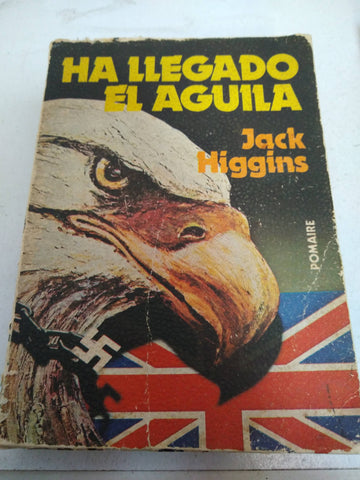 HA LLEGADO
EL AGUILA
Jack
Higgins
POMAIRE